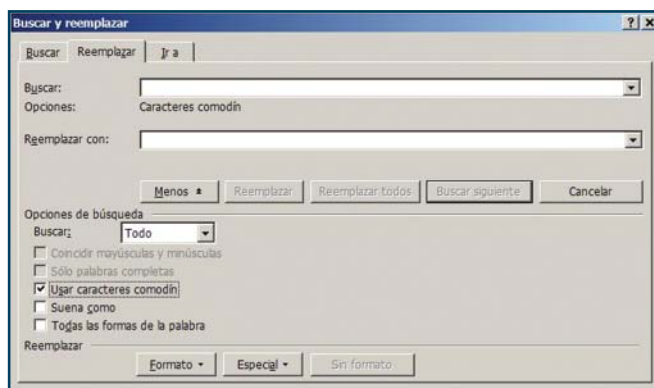 Buscar y reemplazar
Buscar Reemplazar Ir a
Buscar:
Opciones: Caracteres comodín
Reemplazar con:
Menos Reemplazar Reemplazar todos Buscar siguiente Cancelar
Opciones de búsqueda
Buscar: Todo
Coincidir mayúsculas y minúsculas
Sólo palabras completas
Usar caracteres comodín
Suena como
Todas las formas de la palabra
Reemplazar
Formato Especial Sin formato